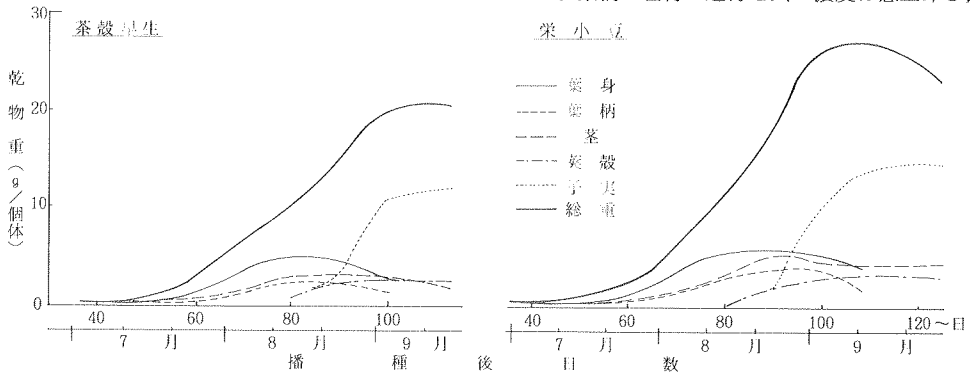 30
20
10
0
乾物重(g/個体)
茶殻早生
40 60 80 100
7 月 8 月 9 月
栄小豆
葉身
葉柄
茎
莢殻
子実
総重
40 60 80 100 120~日
7 月 8 月 9 月
播種後日数